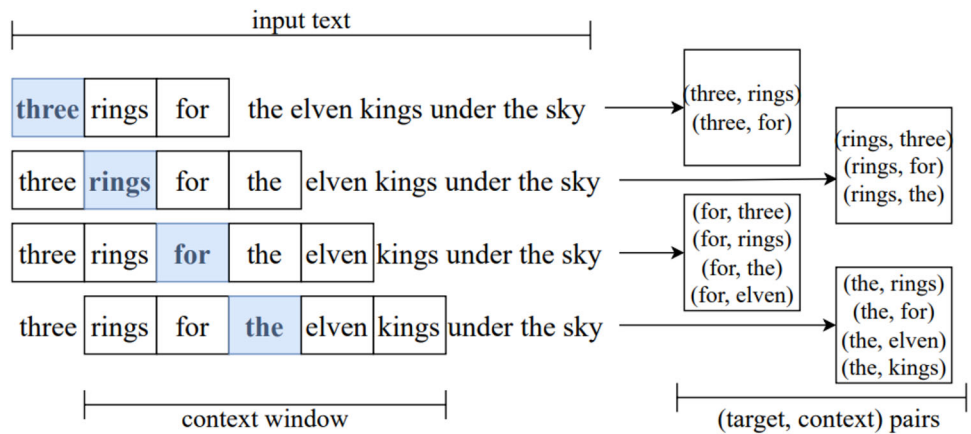 input text
three rings for the elven kings under the sky
(three, rings)
(three, for)
three rings for the elven kings under the sky
(rings, three)
(rings, for)
(rings, the)
three rings for the elven kings under the sky
(for, three)
(for, rings)
(for, the)
(for, elven)
three rings for the elven kings under the sky
(the, rings)
(the, for)
(the, elven)
(the, kings)
context window
(target, context) pairs